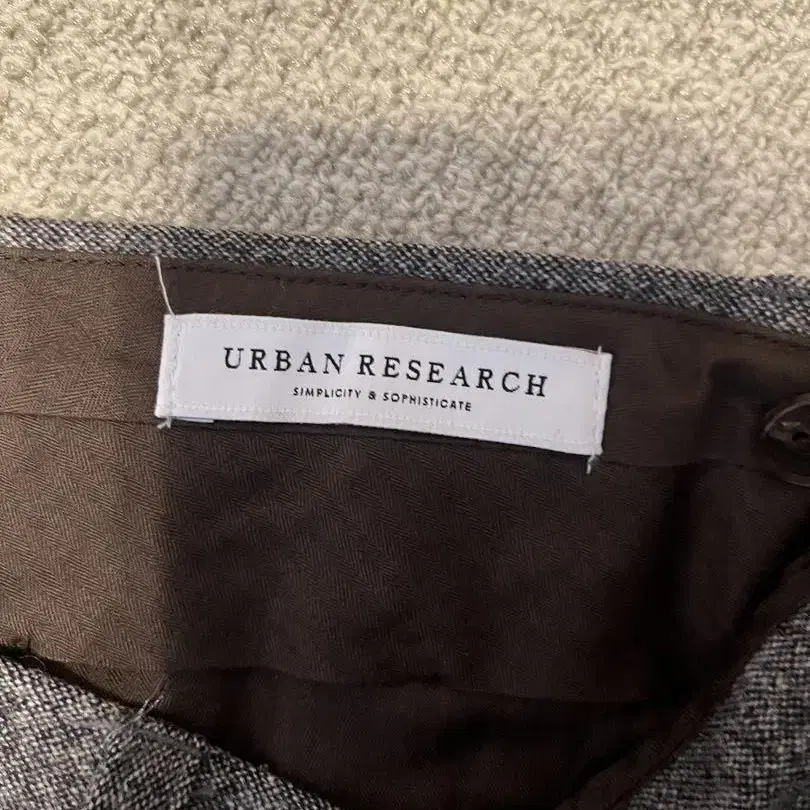 URBAN RESEARCH
SIMPLICITY & SOPHISTICATE